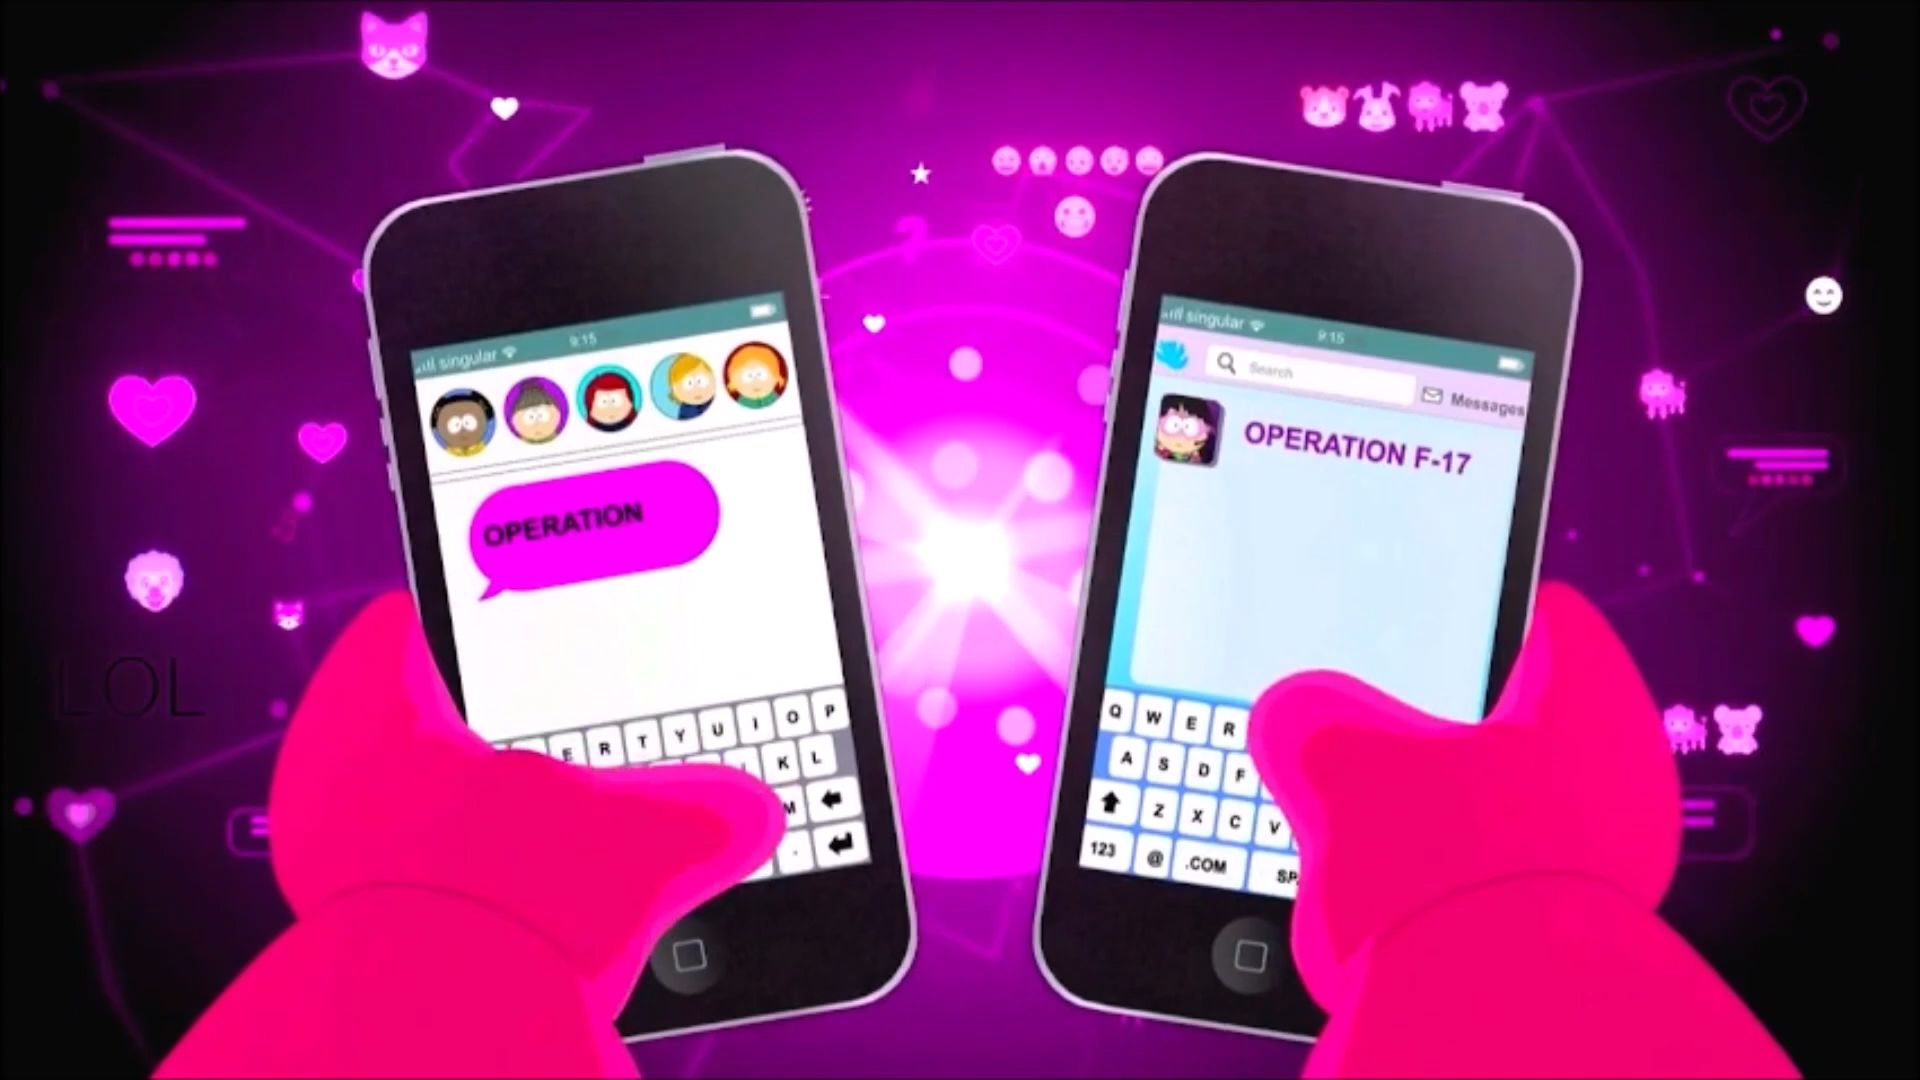 singular 9:15
OPERATION
E R T Y U I O P
K L
M
.
LOL
singular 9:15
Search
Messages
OPERATION F-17
Q W E R
A S D F
Z X C V
123 @ .COM